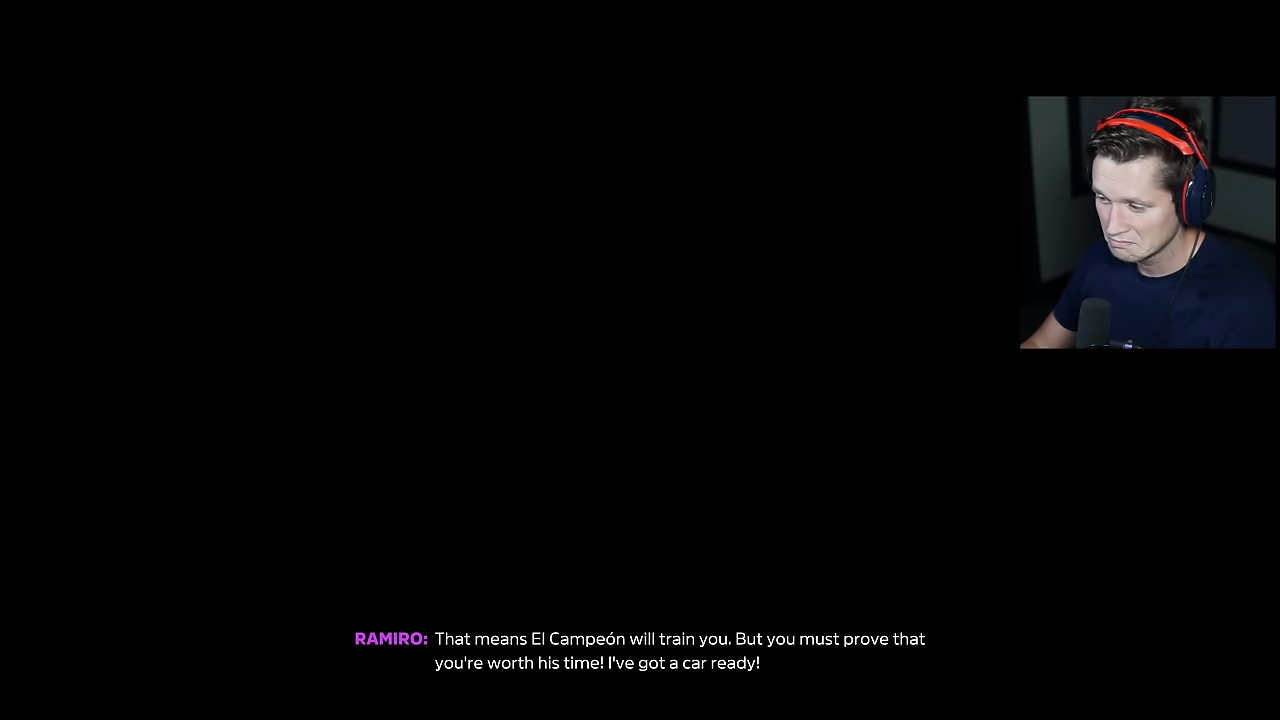 RAMIRO: That means El Campeón will train you. But you must prove that
you're worth his time! I've got a car ready!